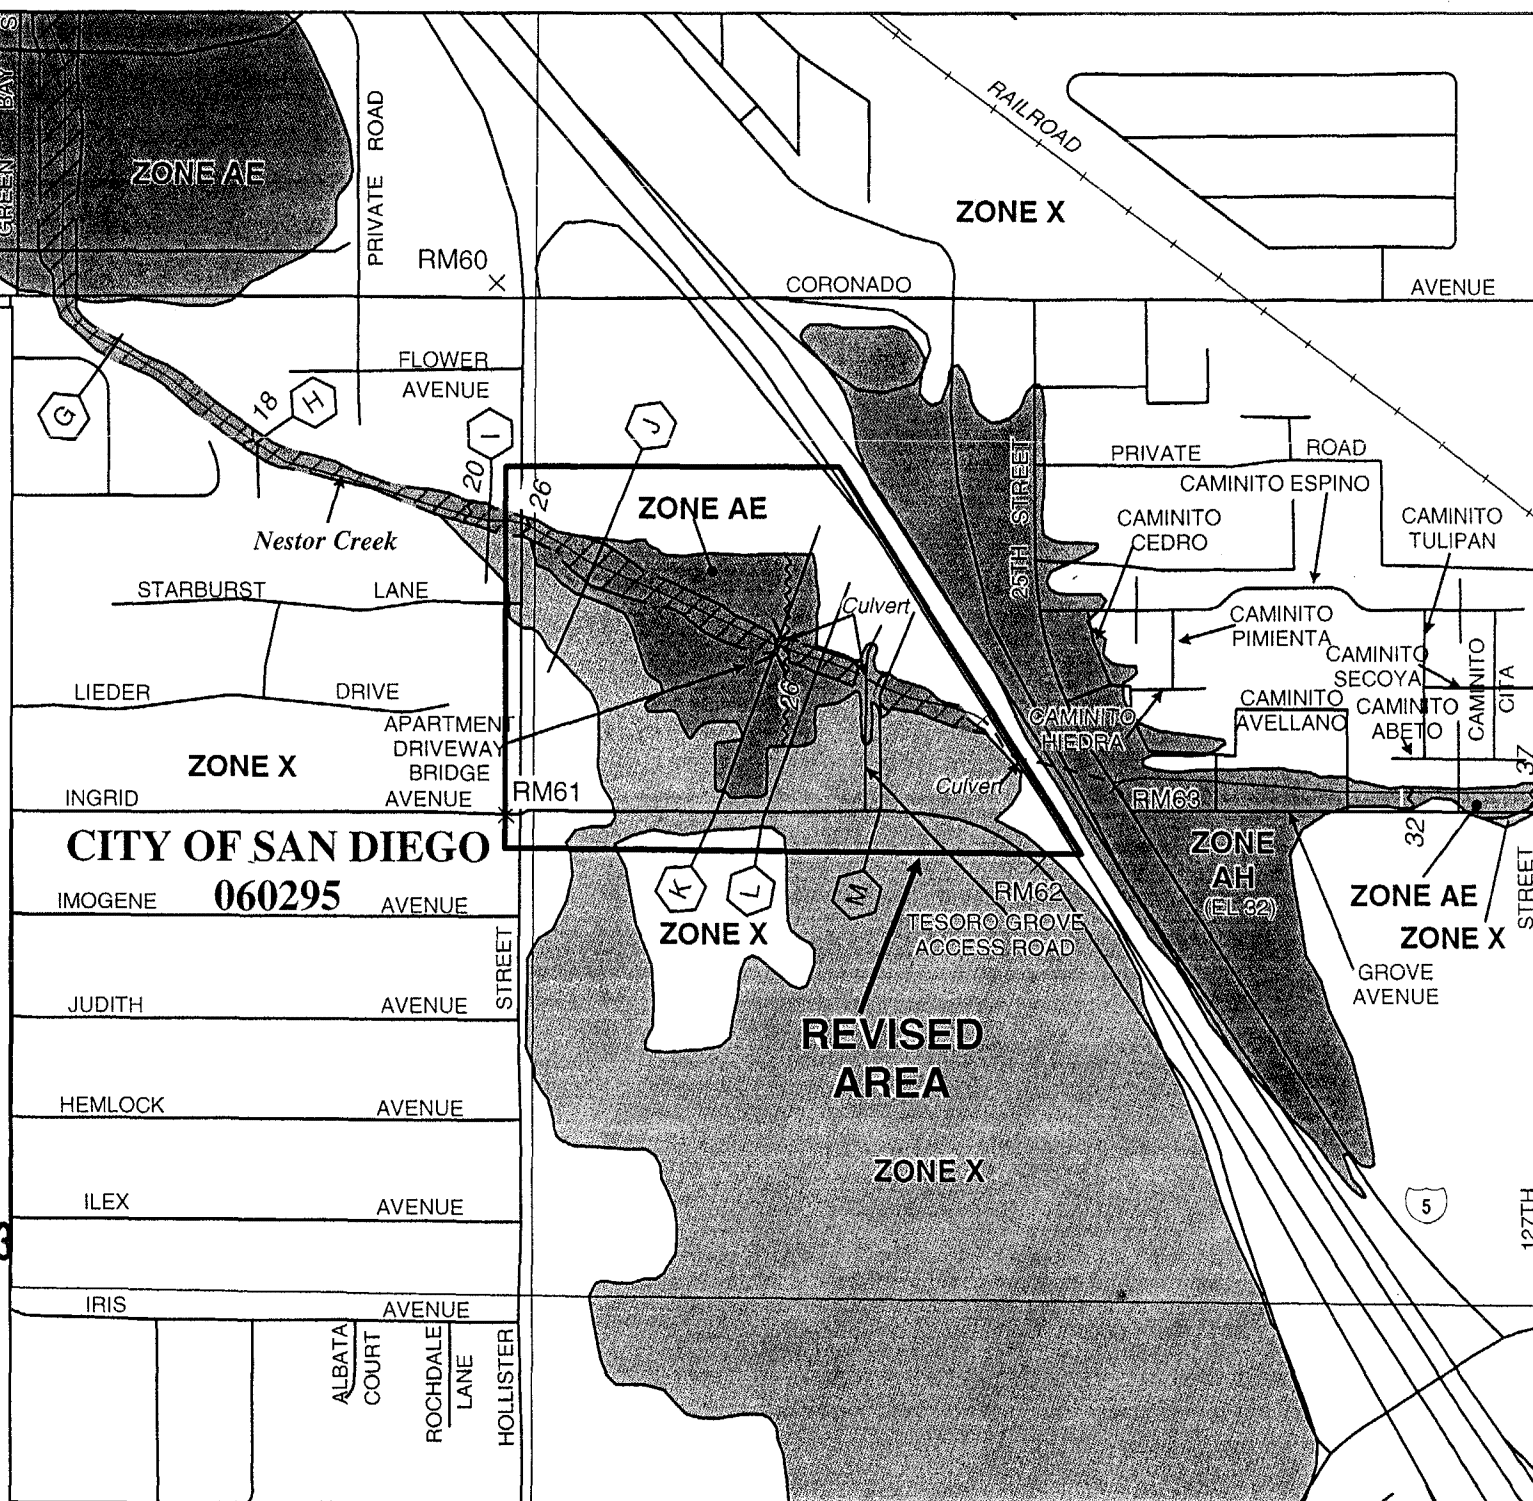 GREEN BAY S
ZONE AE
PRIVATE ROAD
RM60
RAILROAD
ZONE X
CORONADO
AVENUE
FLOWER
AVENUE
G
18
H
I
20
26
J
Nestor Creek
ZONE AE
25TH STREET
PRIVATE
ROAD
CAMINITO ESPINO
CAMINITO
CEDRO
CAMINITO
TULIPAN
STARBURST
LANE
Culvert
CAMINITO
PIMIENTA
CAMINITO
SECOYA
CAMINITO
CITA
LIEDER
DRIVE
26
CAMINITO
HIEDRA
CAMINITO
AVELLANO
CAMINITO
ABETO
APARTMENT
DRIVEWAY
BRIDGE
ZONE X
RM61
Culvert
RM63
37
INGRID
AVENUE
CITY OF SAN DIEGO
060295
32
ZONE
AH
(EL 32)
K
L
M
RM62
ZONE AE
STREET
IMOGENE
AVENUE
ZONE X
TESORO GROVE
ACCESS ROAD
ZONE X
STREET
GROVE
AVENUE
JUDITH
AVENUE
REVISED
AREA
HEMLOCK
AVENUE
ZONE X
ILEX
AVENUE
5
127TH
3
IRIS
AVENUE
ALBATA
COURT
ROCHDALE
LANE
HOLLISTER